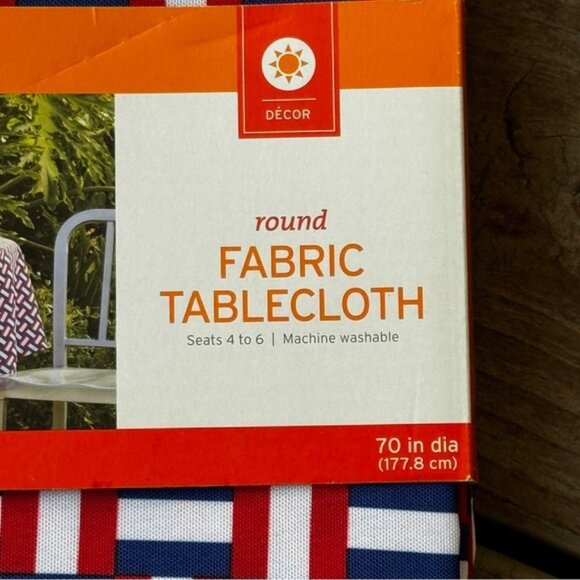 DÉCOR
round
FABRIC
TABLECLOTH
Seats 4 to 6 | Machine washable
70 in dia
(177.8 cm)